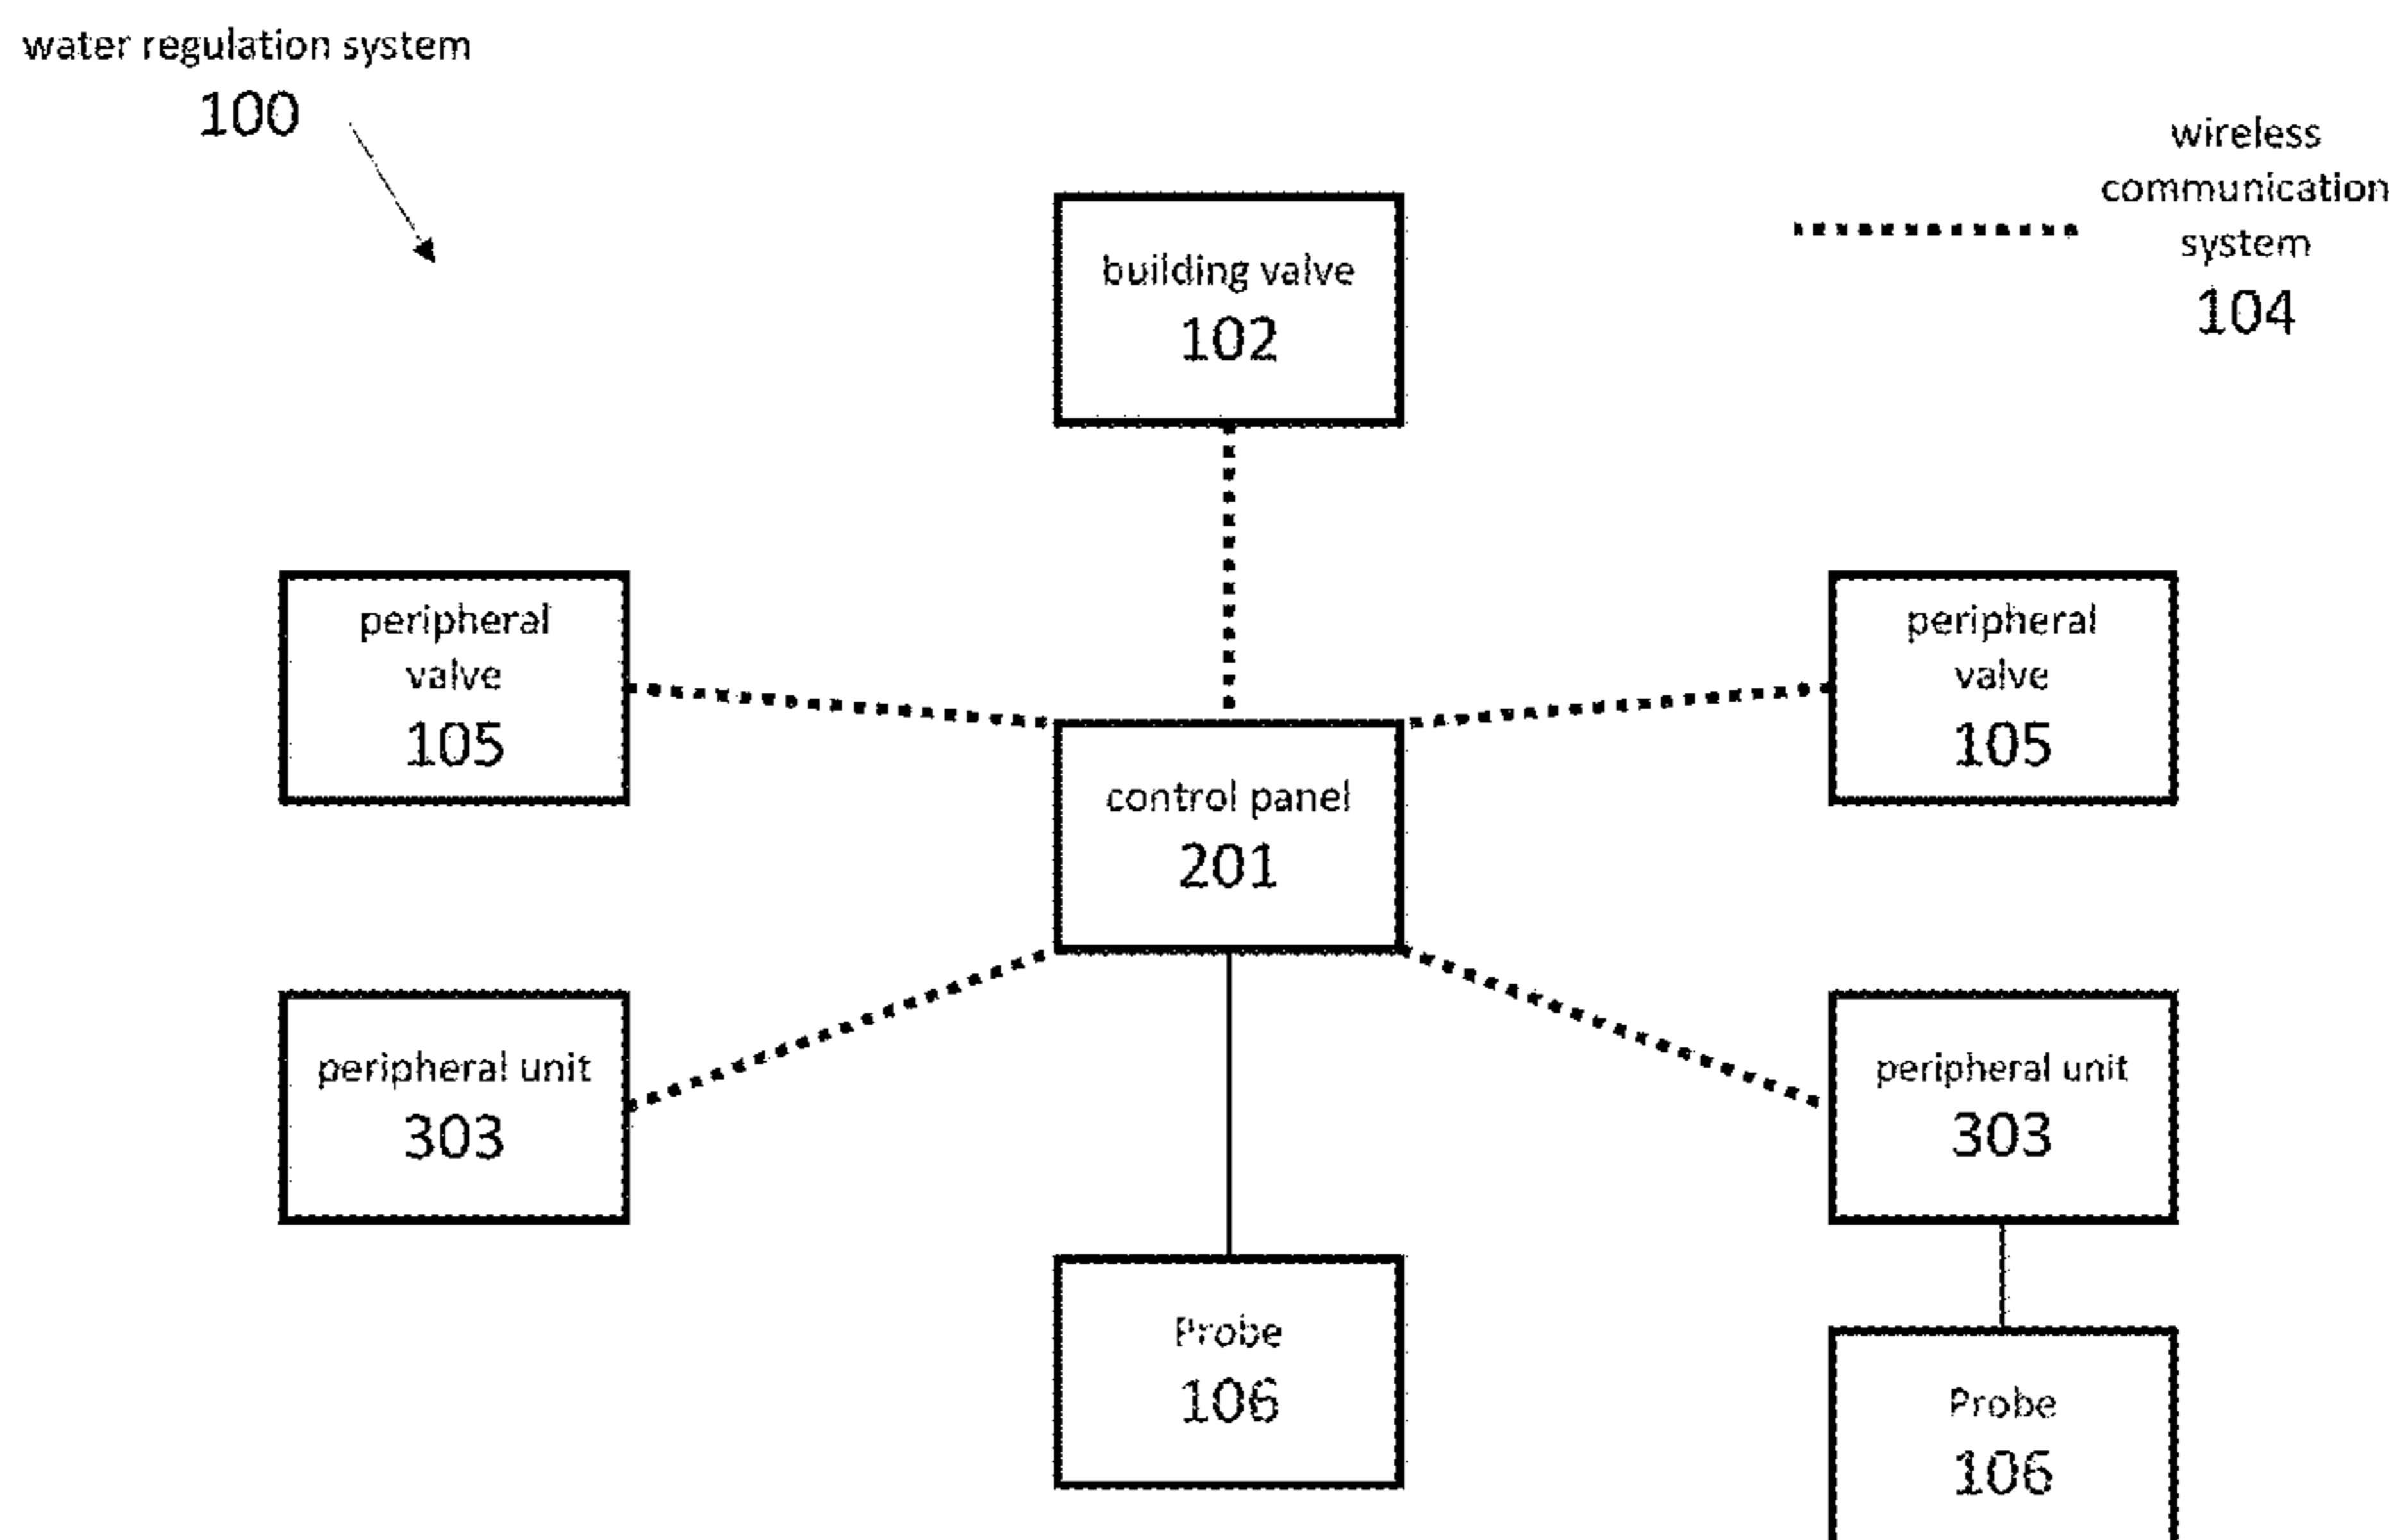 water regulation system
100
wireless
communication
system
104
building valve
102
peripheral
valve
105
peripheral
valve
105
control panel
201
peripheral unit
303
peripheral unit
303
Probe
106
Probe
106